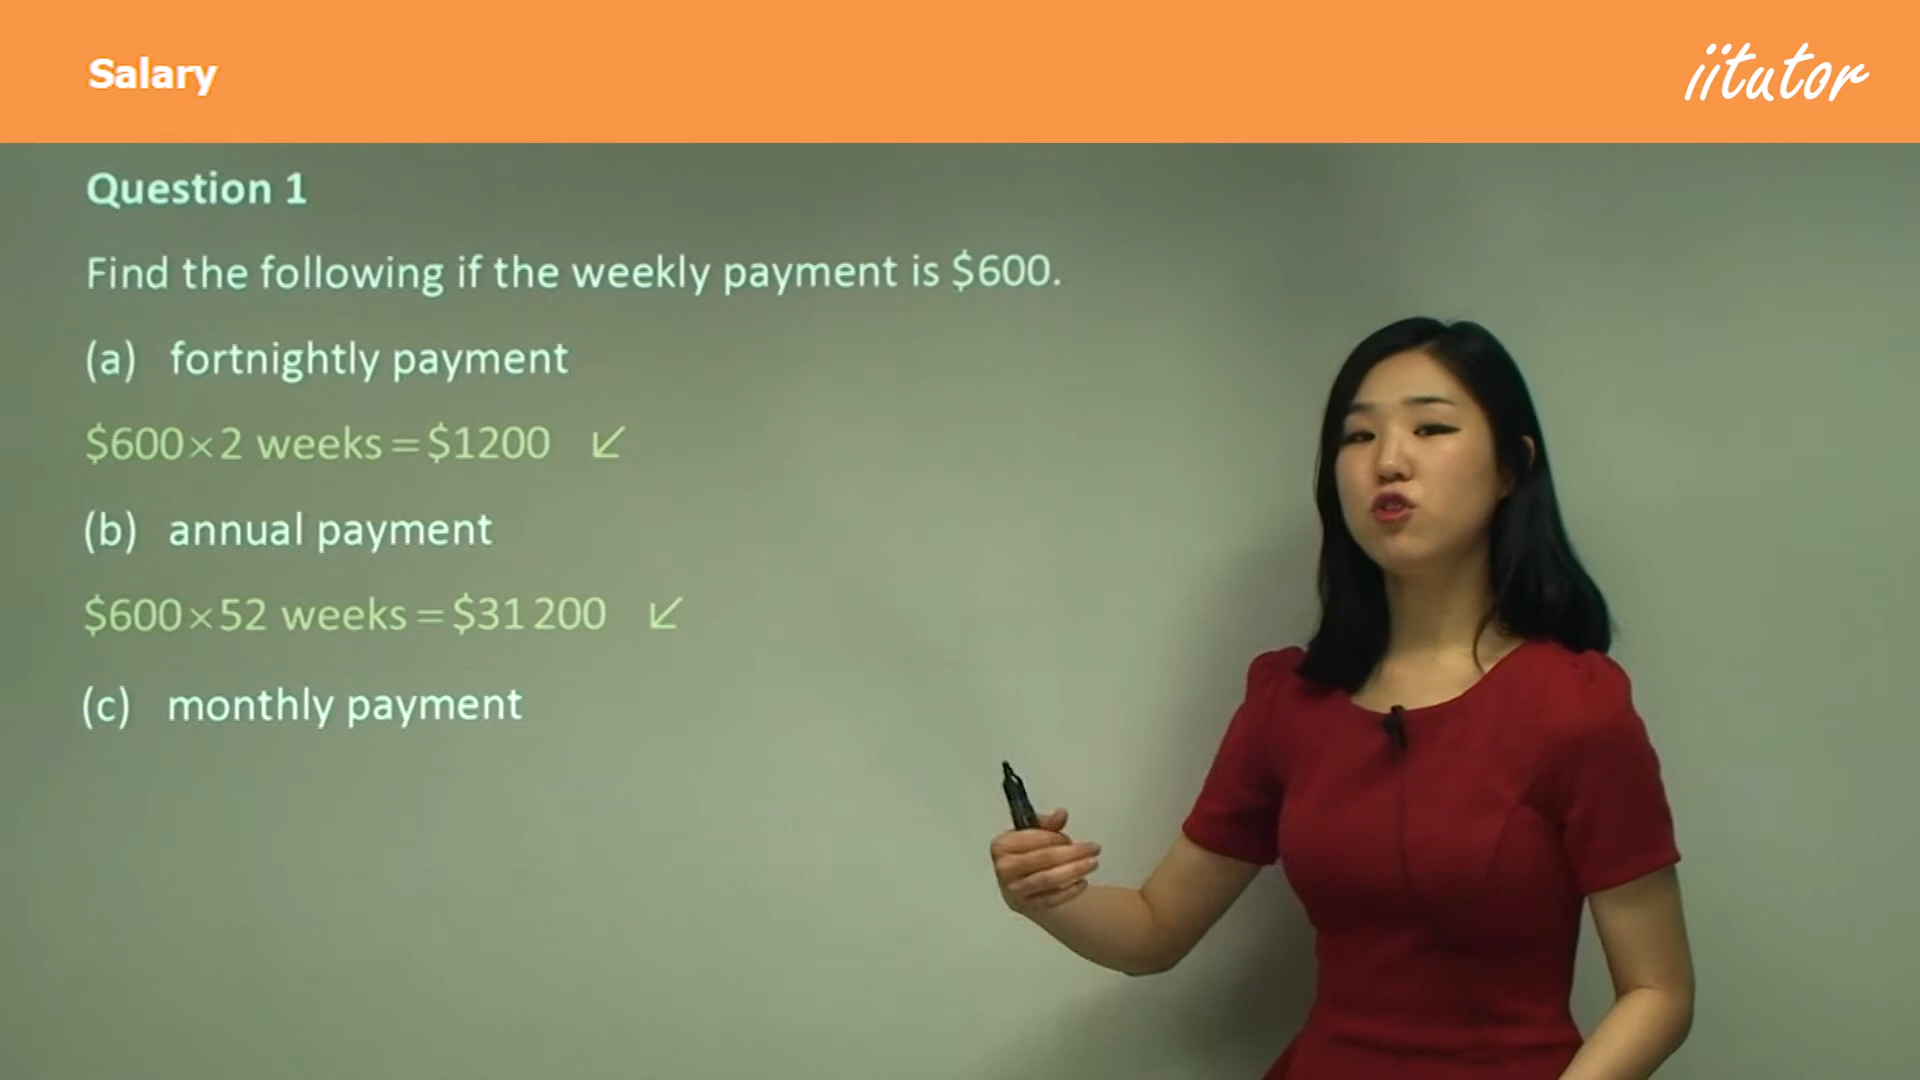 Salary
iitutor
Question 1
Find the following if the weekly payment is $600.
(a) fortnightly payment
$600×2 weeks=$1200 ↙
(b) annual payment
$600×52 weeks=$31 200 ↙
(c) monthly payment